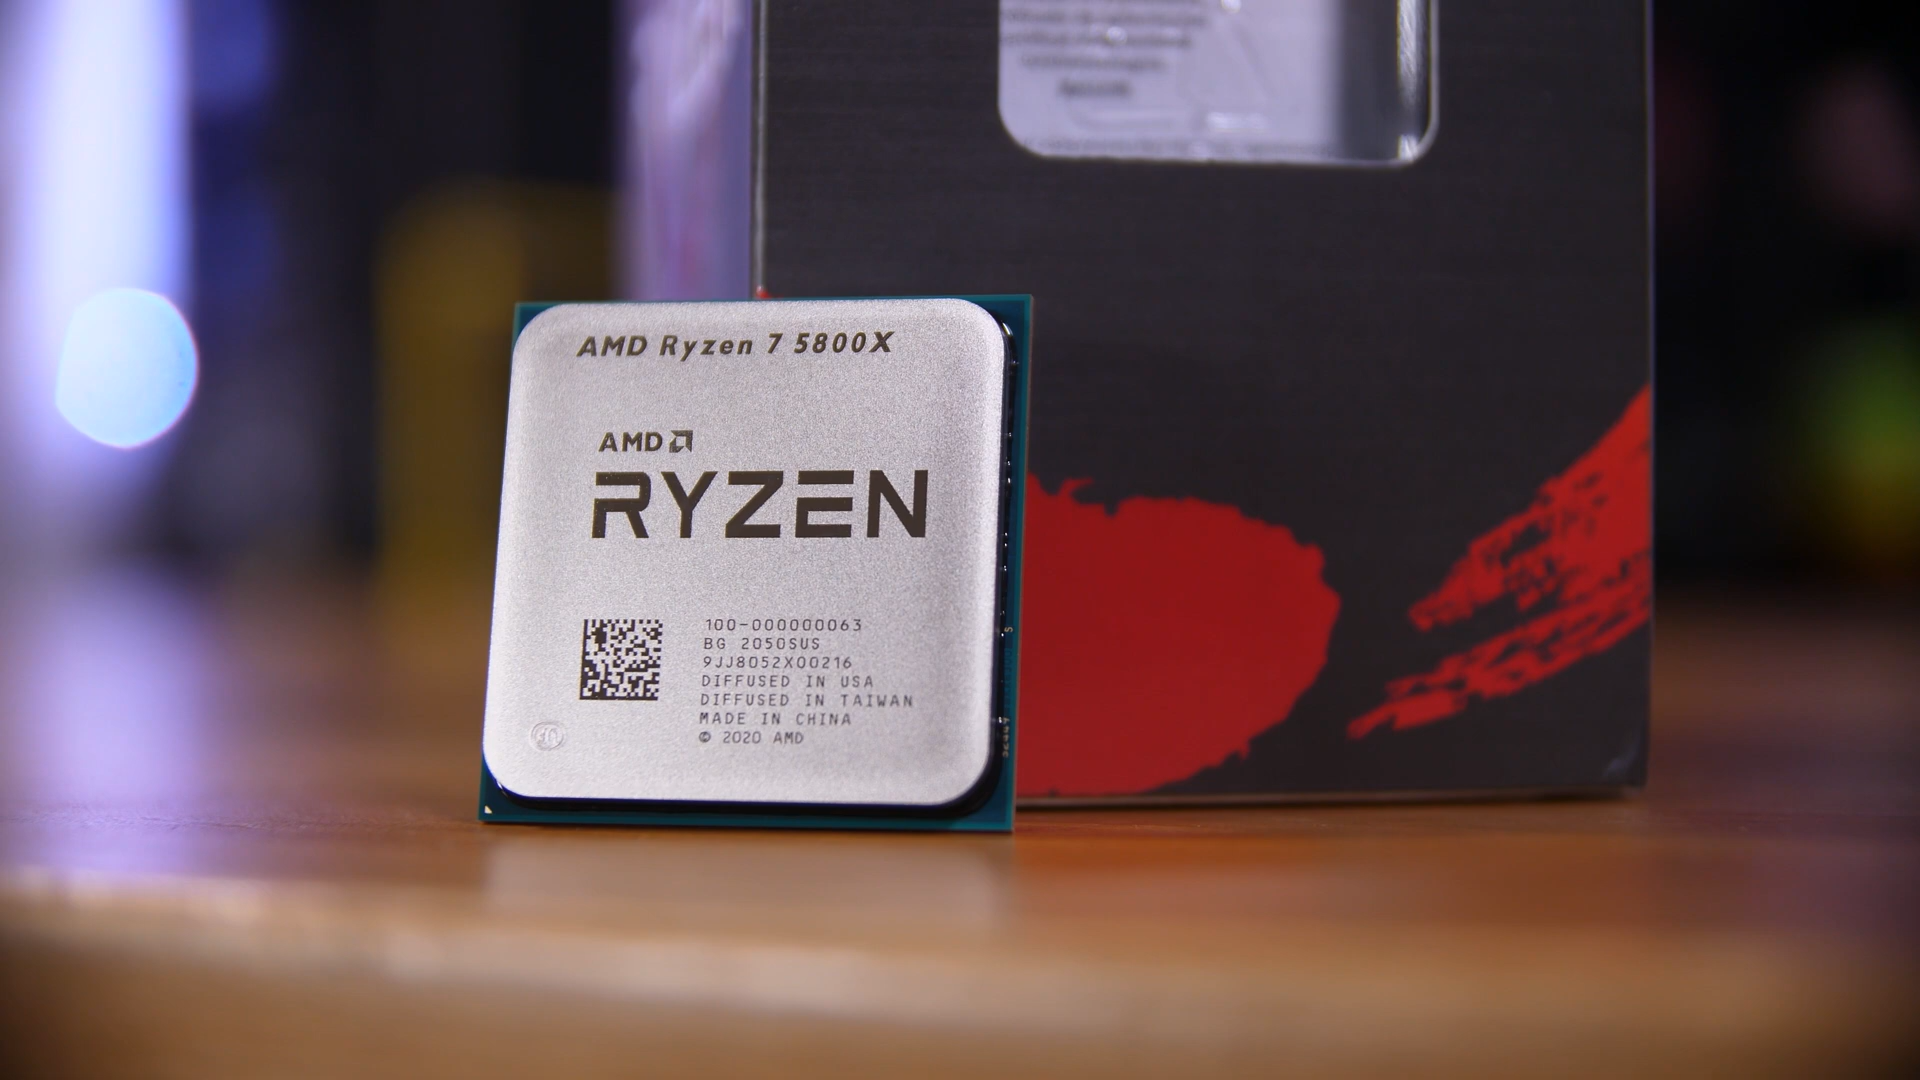 AMD Ryzen 7 5800X
AMD
RYZEN
100-000000063
BG 2050SUS
9JJ8052X00216
DIFFUSED IN USA
DIFFUSED IN TAIWAN
MADE IN CHINA
© 2020 AMD